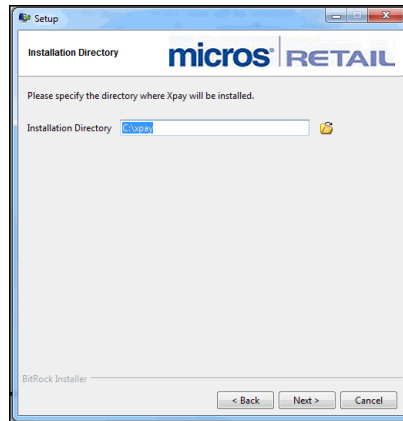 Setup
Installation Directory
micros® RETAIL
Please specify the directory where Xpay will be installed.
Installation Directory C:\xpay
BitRock Installer
< Back Next > Cancel